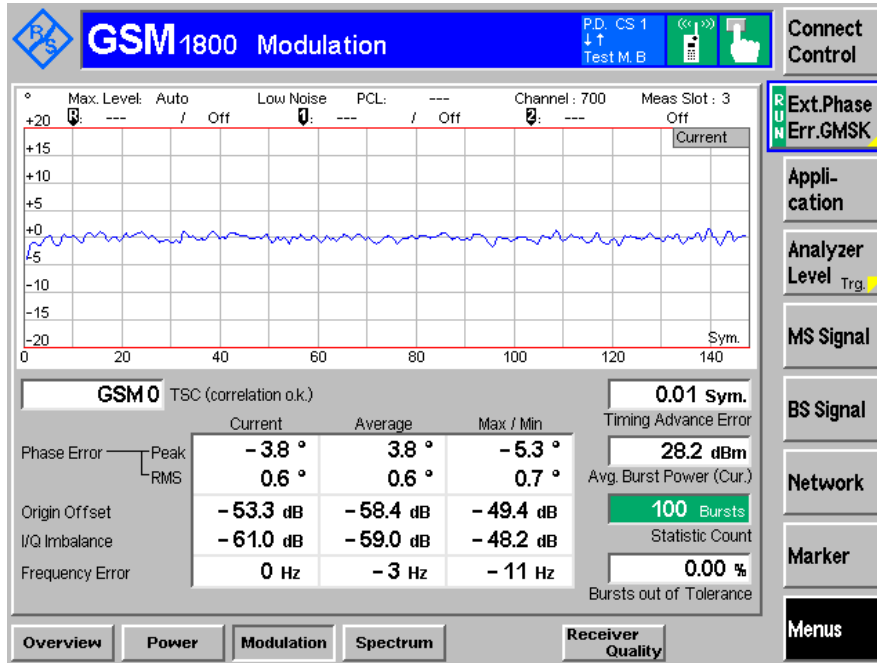 R/S GSM 1800 Modulation P.D. CS 1 Connect
↓↑ Test M. B Control
° Max. Level: Auto Low Noise PCL: --- Channel : 700 Meas Slot : 3
R: --- / Off 1: --- / Off 2: --- Off
RUN Ext.Phase
Err.GMSK
Current
+20
+15
+10
+5
+0
-5
-10
-15
-20
Sym.
0 20 40 60 80 100 120 140
Appli-
cation
Analyzer
Level Trg.
MS Signal
BS Signal
Network
Marker
Menus
GSM 0 TSC (correlation o.k.)
Current Average Max / Min
Phase Error Peak – 3.8 ° 3.8 ° – 5.3 °
RMS 0.6 ° 0.6 ° 0.7 °
Origin Offset – 53.3 dB – 58.4 dB – 49.4 dB
I/Q Imbalance – 61.0 dB – 59.0 dB – 48.2 dB
Frequency Error 0 Hz – 3 Hz – 11 Hz
0.01 Sym.
Timing Advance Error
28.2 dBm
Avg. Burst Power (Cur.)
100 Bursts
Statistic Count
0.00 %
Bursts out of Tolerance
Overview Power Modulation Spectrum Receiver
Quality